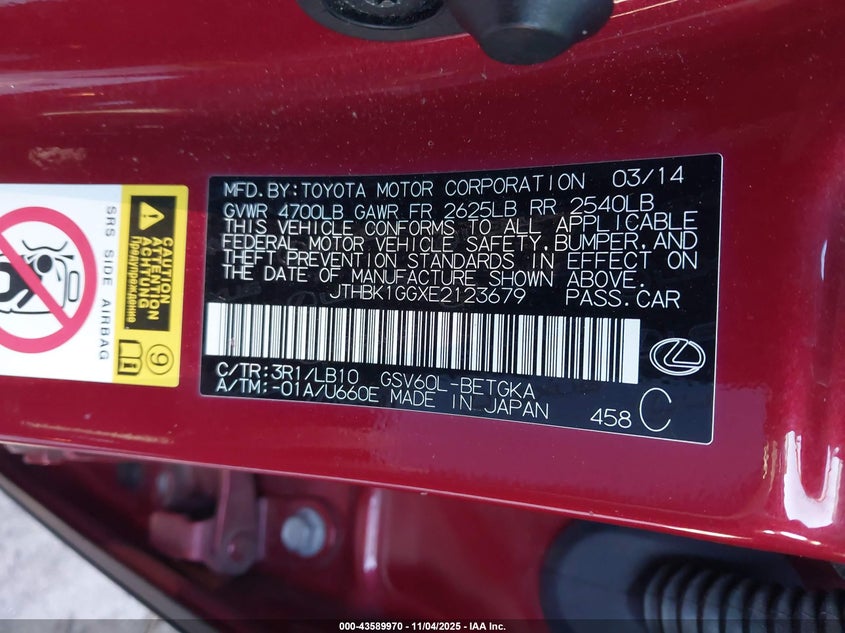 MFD.BY:TOYOTA MOTOR CORPORATION 03/14
GVWR 4700LB GAWR FR 2625LB RR 2540LB
THIS VEHICLE CONFORMS TO ALL APPLICABLE
FEDERAL MOTOR VEHICLE SAFETY,BUMPER,AND
THEFT PREVENTION STANDARDS IN EFFECT ON
THE DATE OF MANUFACTURE SHOWN ABOVE.
JTHBK1GGXE2123679 PASS.CAR
C/TR:3R1/LB10 GSV60L-BETGKA
A/TM:-01A/U660E MADE IN JAPAN
458 C
SRS SIDE AIRBAG
CAUTION
ATTENTION
ACHTUNG
Предупреждение
9
000-43589970 - 11/04/2025 - IAA Inc.